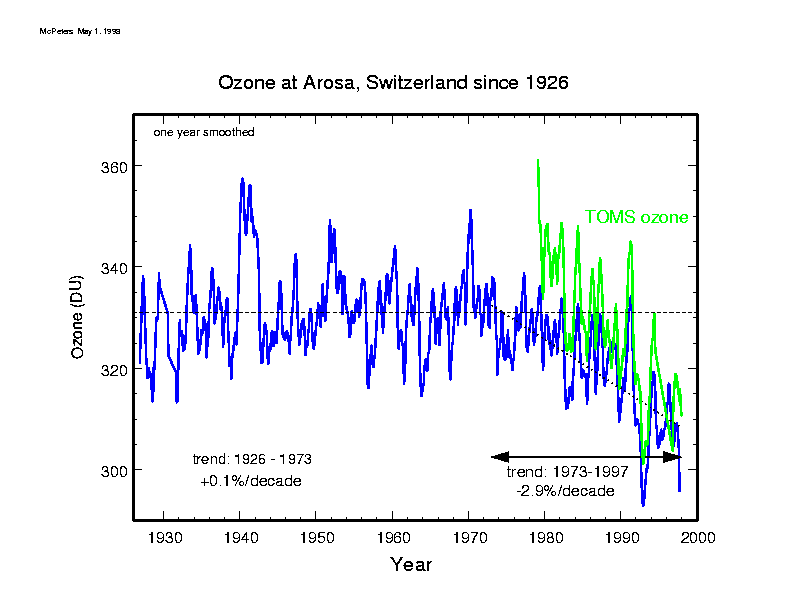 McPeters May 1, 1998
Ozone at Arosa, Switzerland since 1926
one year smoothed
360
TOMS ozone
340
Ozone (DU)
320
trend: 1926 - 1973
+0.1%/decade
300
trend: 1973-1997
-2.9%/decade
1930 1940 1950 1960 1970 1980 1990 2000
Year